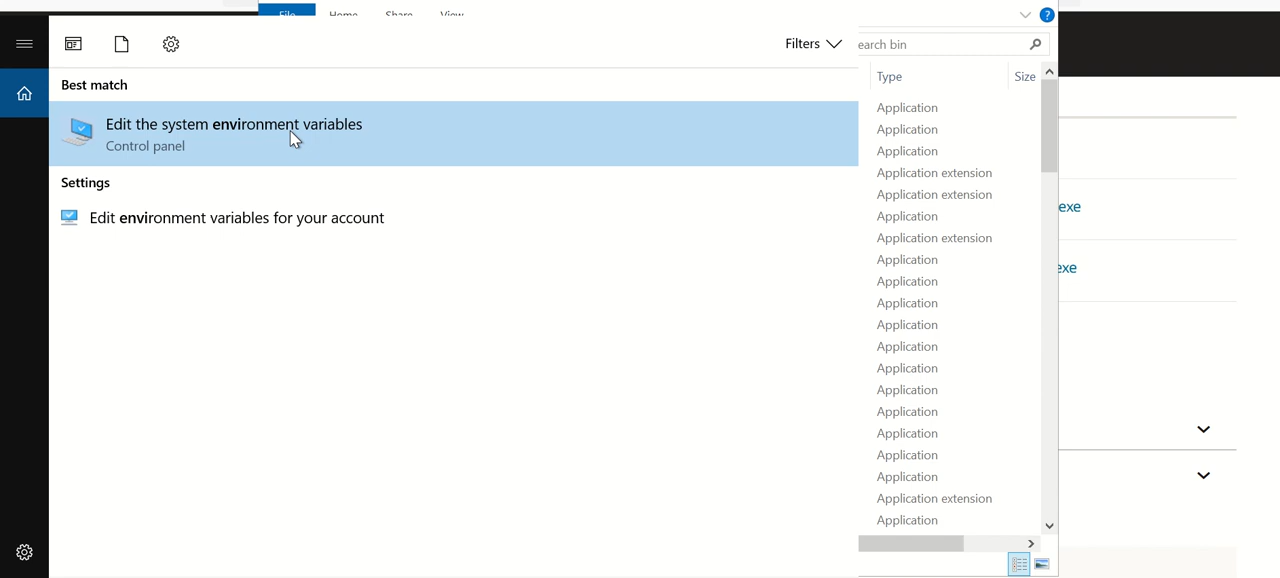 File Home Share View
Filters
earch bin
Best match
Edit the system environment variables
Control panel
Settings
Edit environment variables for your account
Type Size
Application
Application
Application
Application extension
Application extension
Application
Application extension
Application
Application
Application
Application
Application
Application
Application
Application
Application
Application
Application
Application extension
Application
exe
exe
?